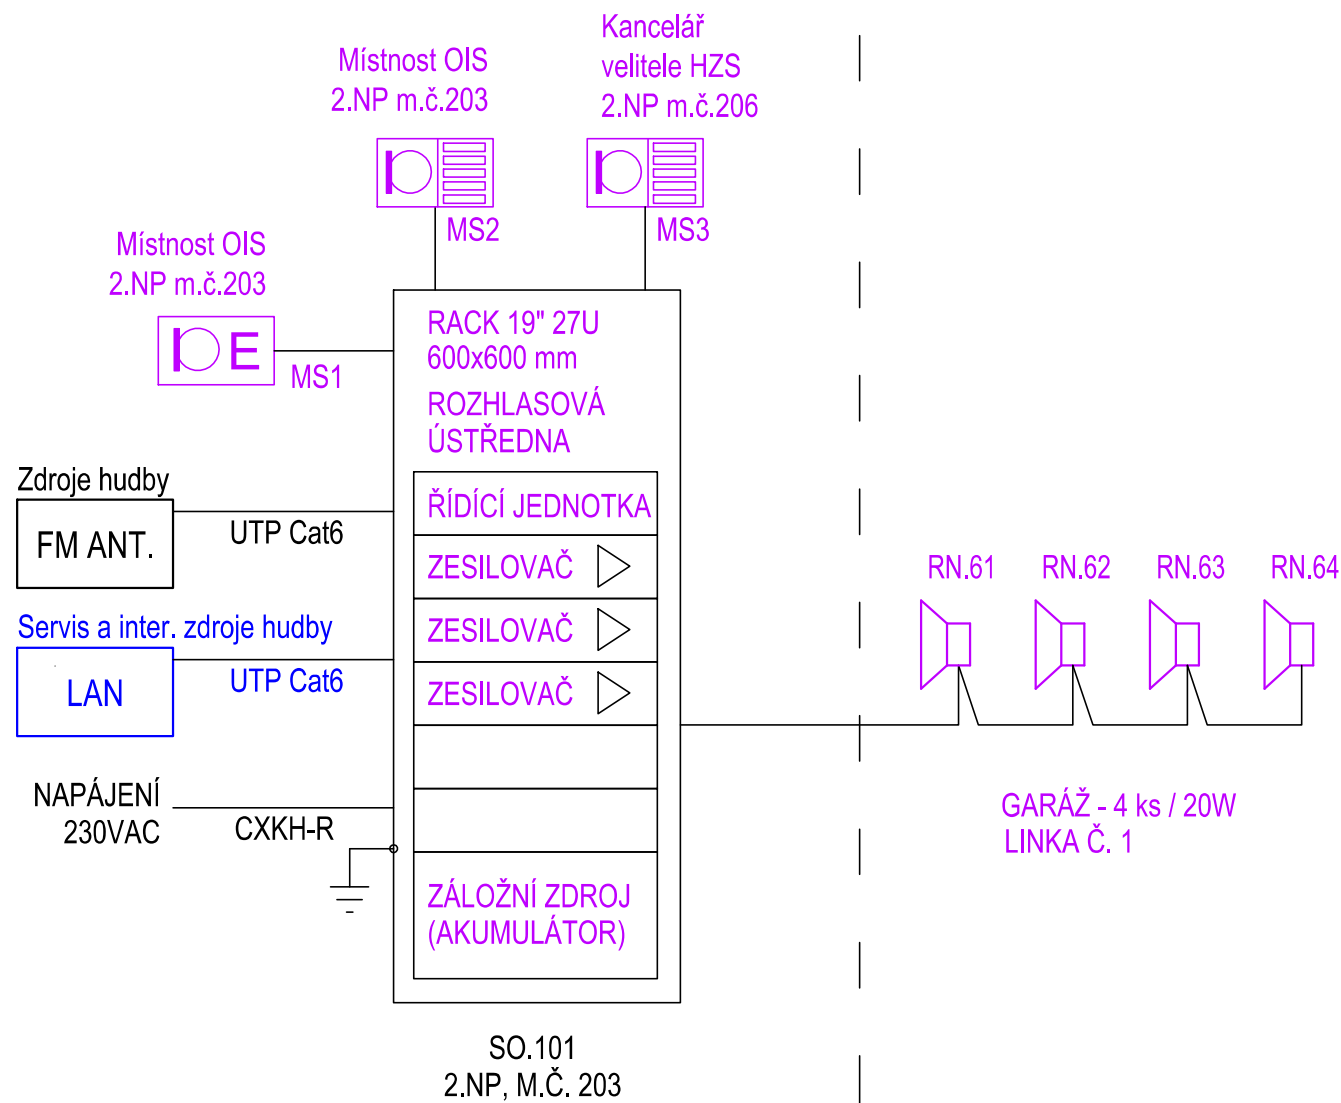 Kancelář
velitele HZS
2.NP m.č.206
Místnost OIS
2.NP m.č.203
MS2
MS3
Místnost OIS
2.NP m.č.203
E
MS1
RACK 19" 27U
600x600 mm
ROZHLASOVÁ
ÚSTŘEDNA
Zdroje hudby
FM ANT.
UTP Cat6
ŘÍDÍCÍ JEDNOTKA
ZESILOVAČ
ZESILOVAČ
ZESILOVAČ
Servis a inter. zdroje hudby
LAN
UTP Cat6
NAPÁJENÍ
230VAC
CXKH-R
ZÁLOŽNÍ ZDROJ
(AKUMULÁTOR)
SO.101
2.NP, M.Č. 203
RN.61
RN.62
RN.63
RN.64
GARÁŽ - 4 ks / 20W
LINKA Č. 1